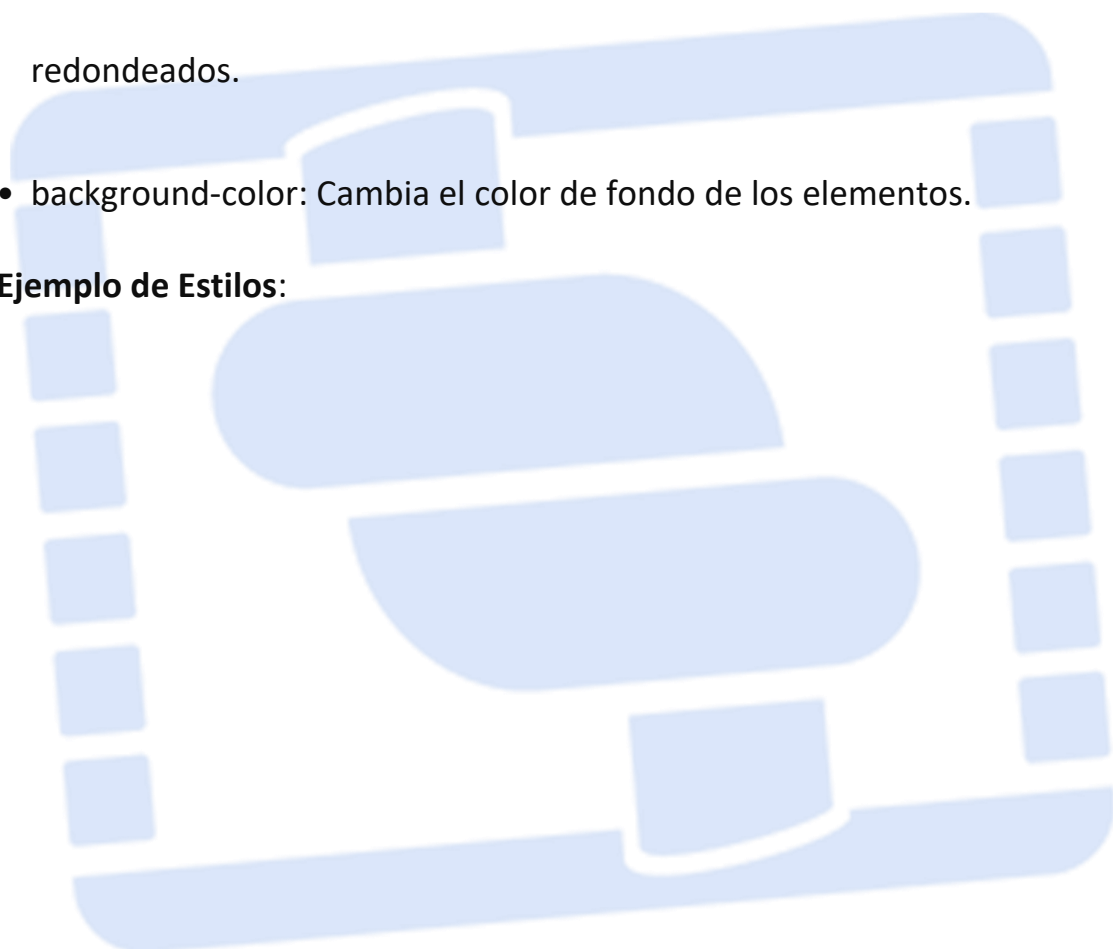 redondeados.
• background-color: Cambia el color de fondo de los elementos.
Ejemplo de Estilos: